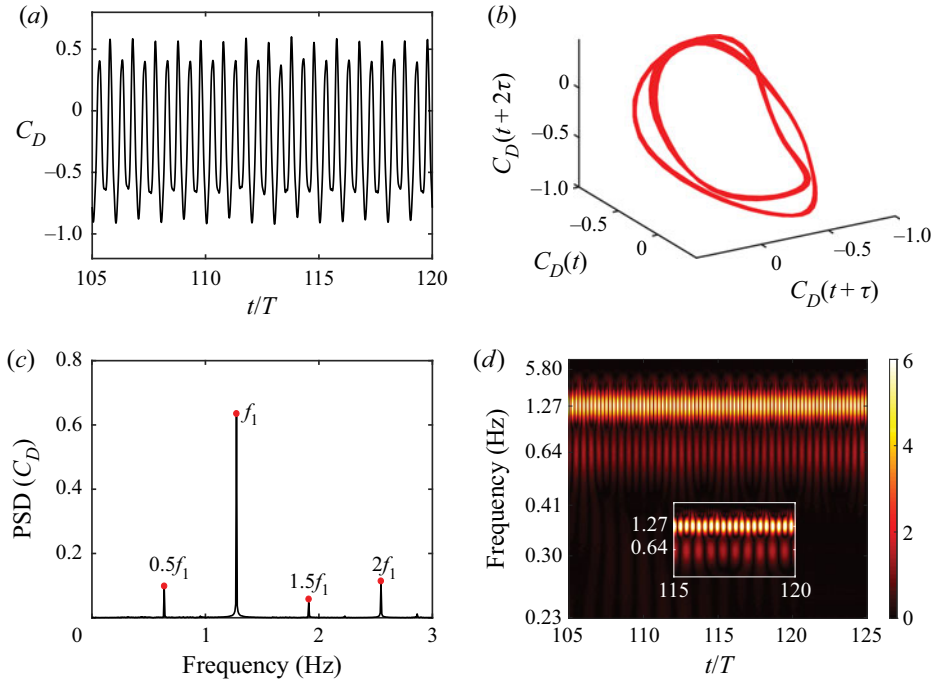 (a)
0.5
0
–0.5
–1.0
C_D
105
110
115
120
t/T
(b)
0
–0.5
–1.0
C_D(t + 2τ)
–0.5
0
C_D(t)
0
–0.5
–1.0
C_D(t + τ)
(c)
0.8
0.6
0.4
0.2
0
1
2
3
PSD (C_D)
Frequency (Hz)
0.5f_1
f_1
1.5f_1
2f_1
(d)
5.80
1.27
0.64
0.41
0.30
0.23
Frequency (Hz)
1.27
0.64
115
120
105
110
115
120
125
t/T
6
4
2
0